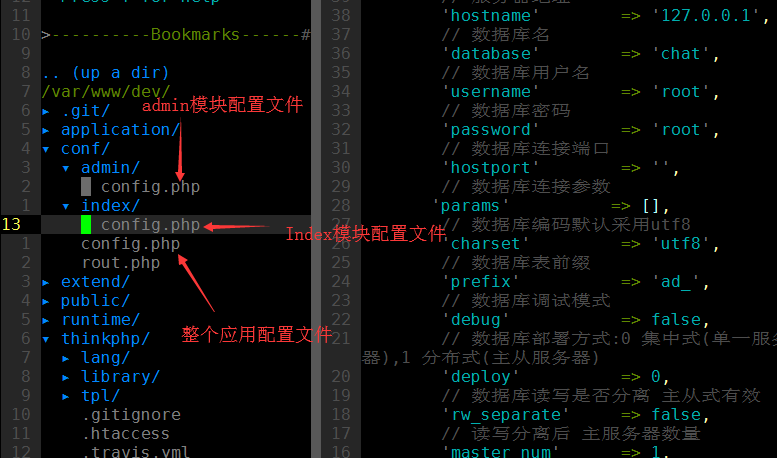 11
10 >----------Bookmarks------#
9
8 .. (up a dir)
7 /var/www/dev/
admin模块配置文件
6 ▸ .git/
5 ▸ application/
4 ▾ conf/
3 ▾ admin/
2 config.php
1 ▾ index/
13 config.php
Index模块配置文件
1 config.php
2 rout.php
3 ▸ extend/
4 ▸ public/
5 ▸ runtime/
整个应用配置文件
6 ▾ thinkphp/
7 ▸ lang/
8 ▸ library/
9 ▸ tpl/
10 .gitignore
11 .htaccess
12 .travis.yml
38 'hostname' => '127.0.0.1',
37 // 数据库名
36 'database' => 'chat',
35 // 数据库用户名
34 'username' => 'root',
33 // 数据库密码
32 'password' => 'root',
31 // 数据库连接端口
30 'hostport' => '',
29 // 数据库连接参数
28 'params' => [],
27 // 数据库编码默认采用utf8
26 'charset' => 'utf8',
25 // 数据库表前缀
24 'prefix' => 'ad_',
23 // 数据库调试模式
22 'debug' => false,
21 // 数据库部署方式:0 集中式(单一服务
器),1 分布式(主从服务器)
20 'deploy' => 0,
19 // 数据库读写是否分离 主从式有效
18 'rw_separate' => false,
17 // 读写分离后 主服务器数量
16 'master_num' => 1,